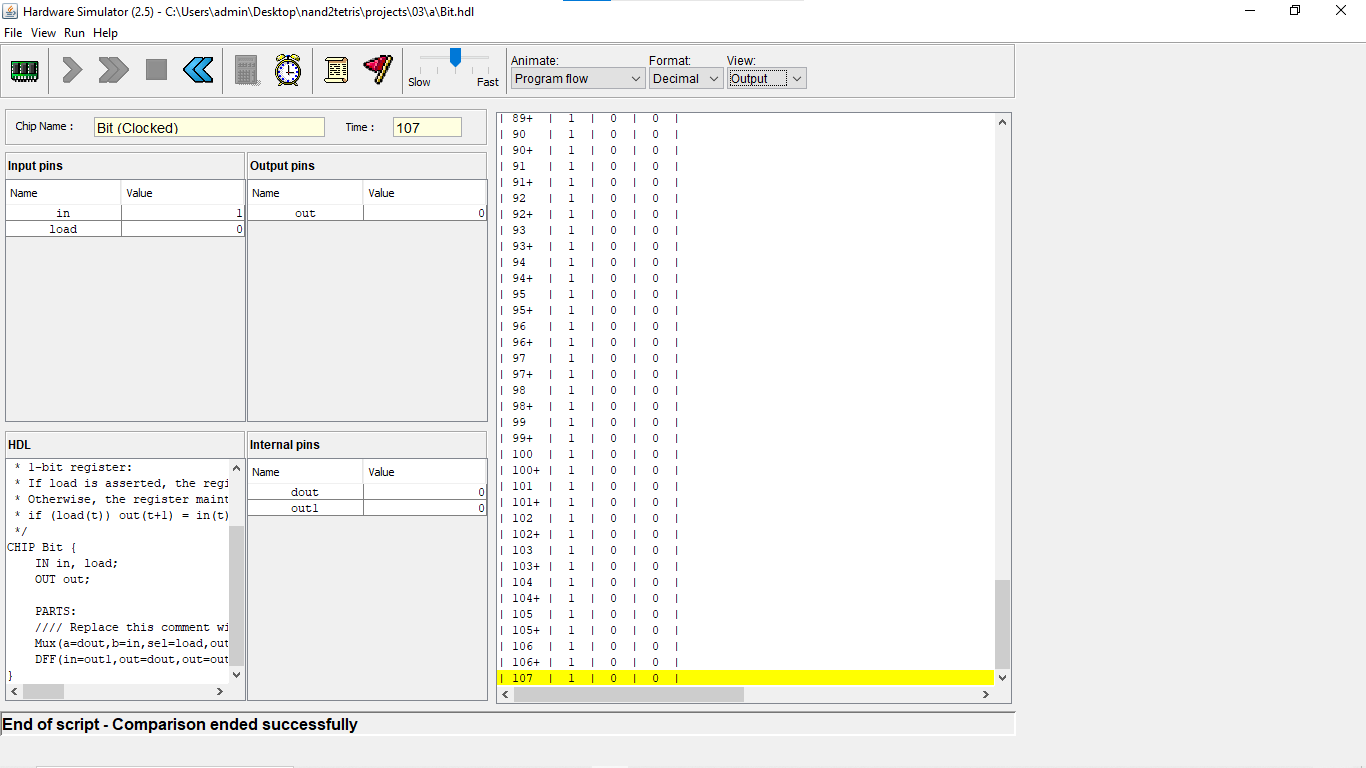 Hardware Simulator (2.5) - C:\Users\admin\Desktop\nand2tetris\projects\03\a\Bit.hdl
File View Run Help
Slow Fast
Animate: Format: View:
Program flow Decimal Output
Chip Name : Bit (Clocked) Time : 107
Input pins
Name Value
in 1
load 0
Output pins
Name Value
out 0
HDL
* 1-bit register:
* If load is asserted, the regi
* Otherwise, the register maint
* if (load(t)) out(t+1) = in(t)
*/
CHIP Bit {
IN in, load;
OUT out;
PARTS:
//// Replace this comment wi
Mux(a=dout,b=in,sel=load,out
DFF(in=out1,out=dout,out=out
}
Internal pins
Name Value
dout 0
out1 0
| 89+ | 1 | 0 | 0 |
| 90 | 1 | 0 | 0 |
| 90+ | 1 | 0 | 0 |
| 91 | 1 | 0 | 0 |
| 91+ | 1 | 0 | 0 |
| 92 | 1 | 0 | 0 |
| 92+ | 1 | 0 | 0 |
| 93 | 1 | 0 | 0 |
| 93+ | 1 | 0 | 0 |
| 94 | 1 | 0 | 0 |
| 94+ | 1 | 0 | 0 |
| 95 | 1 | 0 | 0 |
| 95+ | 1 | 0 | 0 |
| 96 | 1 | 0 | 0 |
| 96+ | 1 | 0 | 0 |
| 97 | 1 | 0 | 0 |
| 97+ | 1 | 0 | 0 |
| 98 | 1 | 0 | 0 |
| 98+ | 1 | 0 | 0 |
| 99 | 1 | 0 | 0 |
| 99+ | 1 | 0 | 0 |
| 100 | 1 | 0 | 0 |
| 100+ | 1 | 0 | 0 |
| 101 | 1 | 0 | 0 |
| 101+ | 1 | 0 | 0 |
| 102 | 1 | 0 | 0 |
| 102+ | 1 | 0 | 0 |
| 103 | 1 | 0 | 0 |
| 103+ | 1 | 0 | 0 |
| 104 | 1 | 0 | 0 |
| 104+ | 1 | 0 | 0 |
| 105 | 1 | 0 | 0 |
| 105+ | 1 | 0 | 0 |
| 106 | 1 | 0 | 0 |
| 106+ | 1 | 0 | 0 |
| 107 | 1 | 0 | 0 |
End of script - Comparison ended successfully